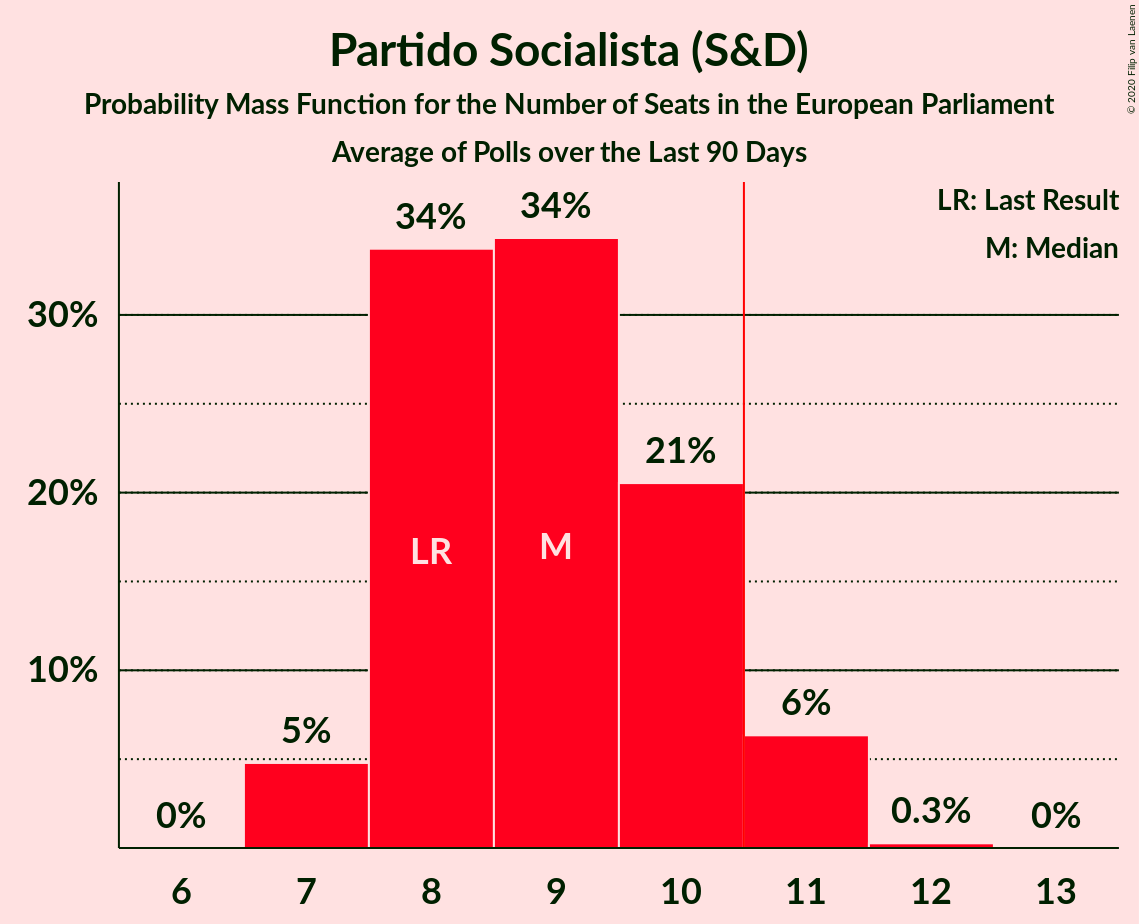 Partido Socialista (S&D)
Probability Mass Function for the Number of Seats in the European Parliament
Average of Polls over the Last 90 Days
© 2020 Filip van Laenen
LR: Last Result
M: Median
34%
34%
30%
21%
20%
LR
M
10%
6%
5%
0%
0.3%
0%
6 7 8 9 10 11 12 13